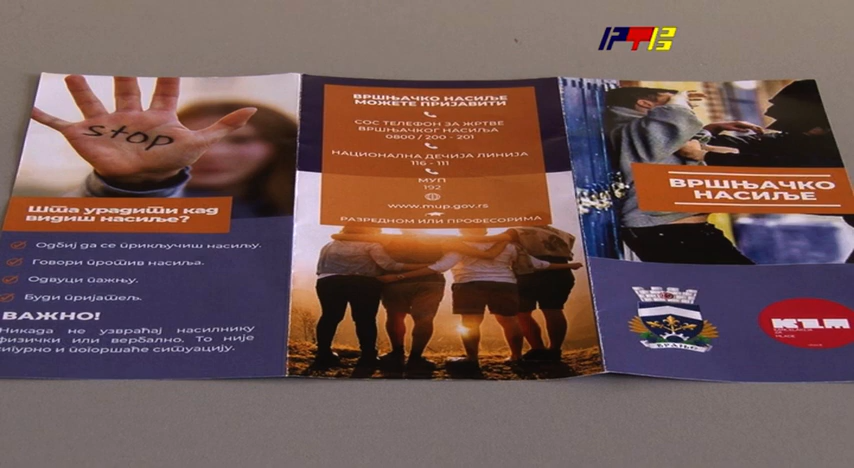 РТВ
stop
Шта урадити кад
видиш насиље?
Одбиј да се прикључиш насиљу.
Говори против насиља.
Одвуци пажњу.
Буди пријатељ.
ВАЖНО!
Никада не узвраћај насилнику
физички или вербално. То није
сигурно и погоршаће ситуацију.
ВРШЊАЧКО НАСИЉЕ
МОЖЕТЕ ПРИЈАВИТИ
СОС ТЕЛЕФОН ЗА ЖРТВЕ
ВРШЊАЧКОГ НАСИЉА
0800 / 200 - 201
НАЦИОНАЛНА ДЕЧИЈА ЛИНИЈА
116 - 111
МУП
192
www.mup.gov.rs
РАЗРЕДНОМ ИЛИ ПРОФЕСОРИМА
ВРШЊАЧКО
НАСИЉЕ
ВРАЊЕ
КЗМ